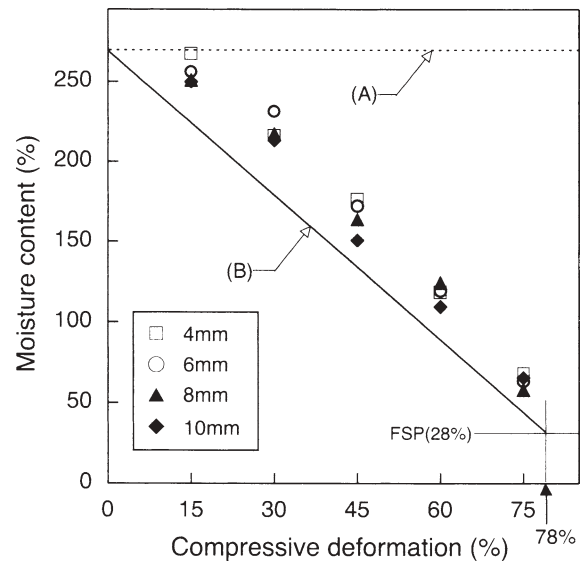 Moisture content (%)
250
200
150
100
50
0
(A)
(B)
4mm
6mm
8mm
10mm
FSP(28%)
0 15 30 45 60 75
78%
Compressive deformation (%)